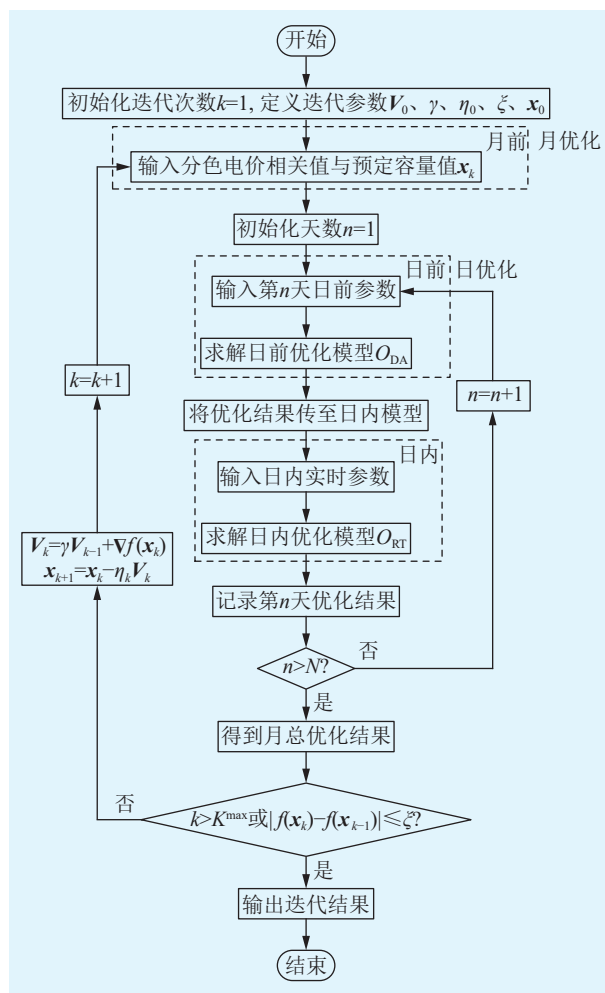 开始
初始化迭代次数k=1, 定义迭代参数V₀、γ、η₀、ξ、x₀
月前 月优化
输入分色电价相关值与预定容量值xₖ
初始化天数n=1
日前 日优化
输入第n天日前参数
求解日前优化模型O_DA
k=k+1
n=n+1
将优化结果传至日内模型
日内
输入日内实时参数
求解日内优化模型O_RT
Vₖ=γVₖ₋₁+∇f(xₖ)
xₖ₊₁=xₖ−ηₖVₖ
记录第n天优化结果
n>N?
否
是
得到月总优化结果
否
k>K^max或|f(xₖ)−f(xₖ₋₁)|≤ξ?
是
输出迭代结果
结束